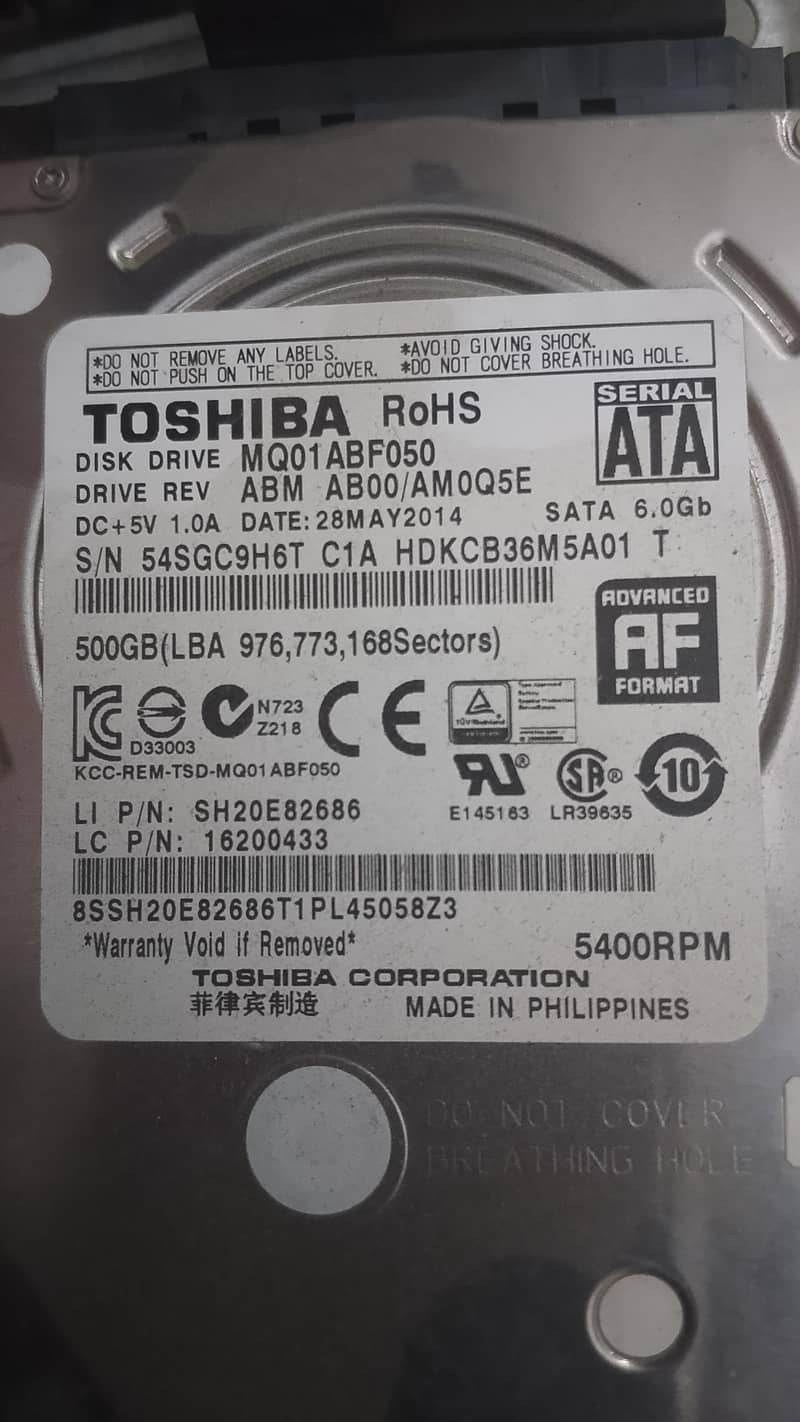 *DO NOT REMOVE ANY LABELS. *AVOID GIVING SHOCK.
*DO NOT PUSH ON THE TOP COVER. *DO NOT COVER BREATHING HOLE.
TOSHIBA RoHS
SERIAL
ATA
DISK DRIVE MQ01ABF050
DRIVE REV ABM AB00/AM0Q5E
DC+5V 1.0A DATE:28MAY2014 SATA 6.0Gb
S/N 54SGC9H6T C1A HDKCB36M5A01 T
500GB(LBA 976,773,168Sectors)
ADVANCED
AF
FORMAT
D33003
N723
Z218
CE
TÜVRheinland
Type Approved
KCC-REM-TSD-MQ01ABF050
E145163 LR39635
10
LI P/N: SH20E82686
LC P/N: 16200433
8SSH20E82686T1PL45058Z3
*Warranty Void if Removed* 5400RPM
TOSHIBA CORPORATION
菲律宾制造 MADE IN PHILIPPINES
DO NOT COVER
BREATHING HOLE